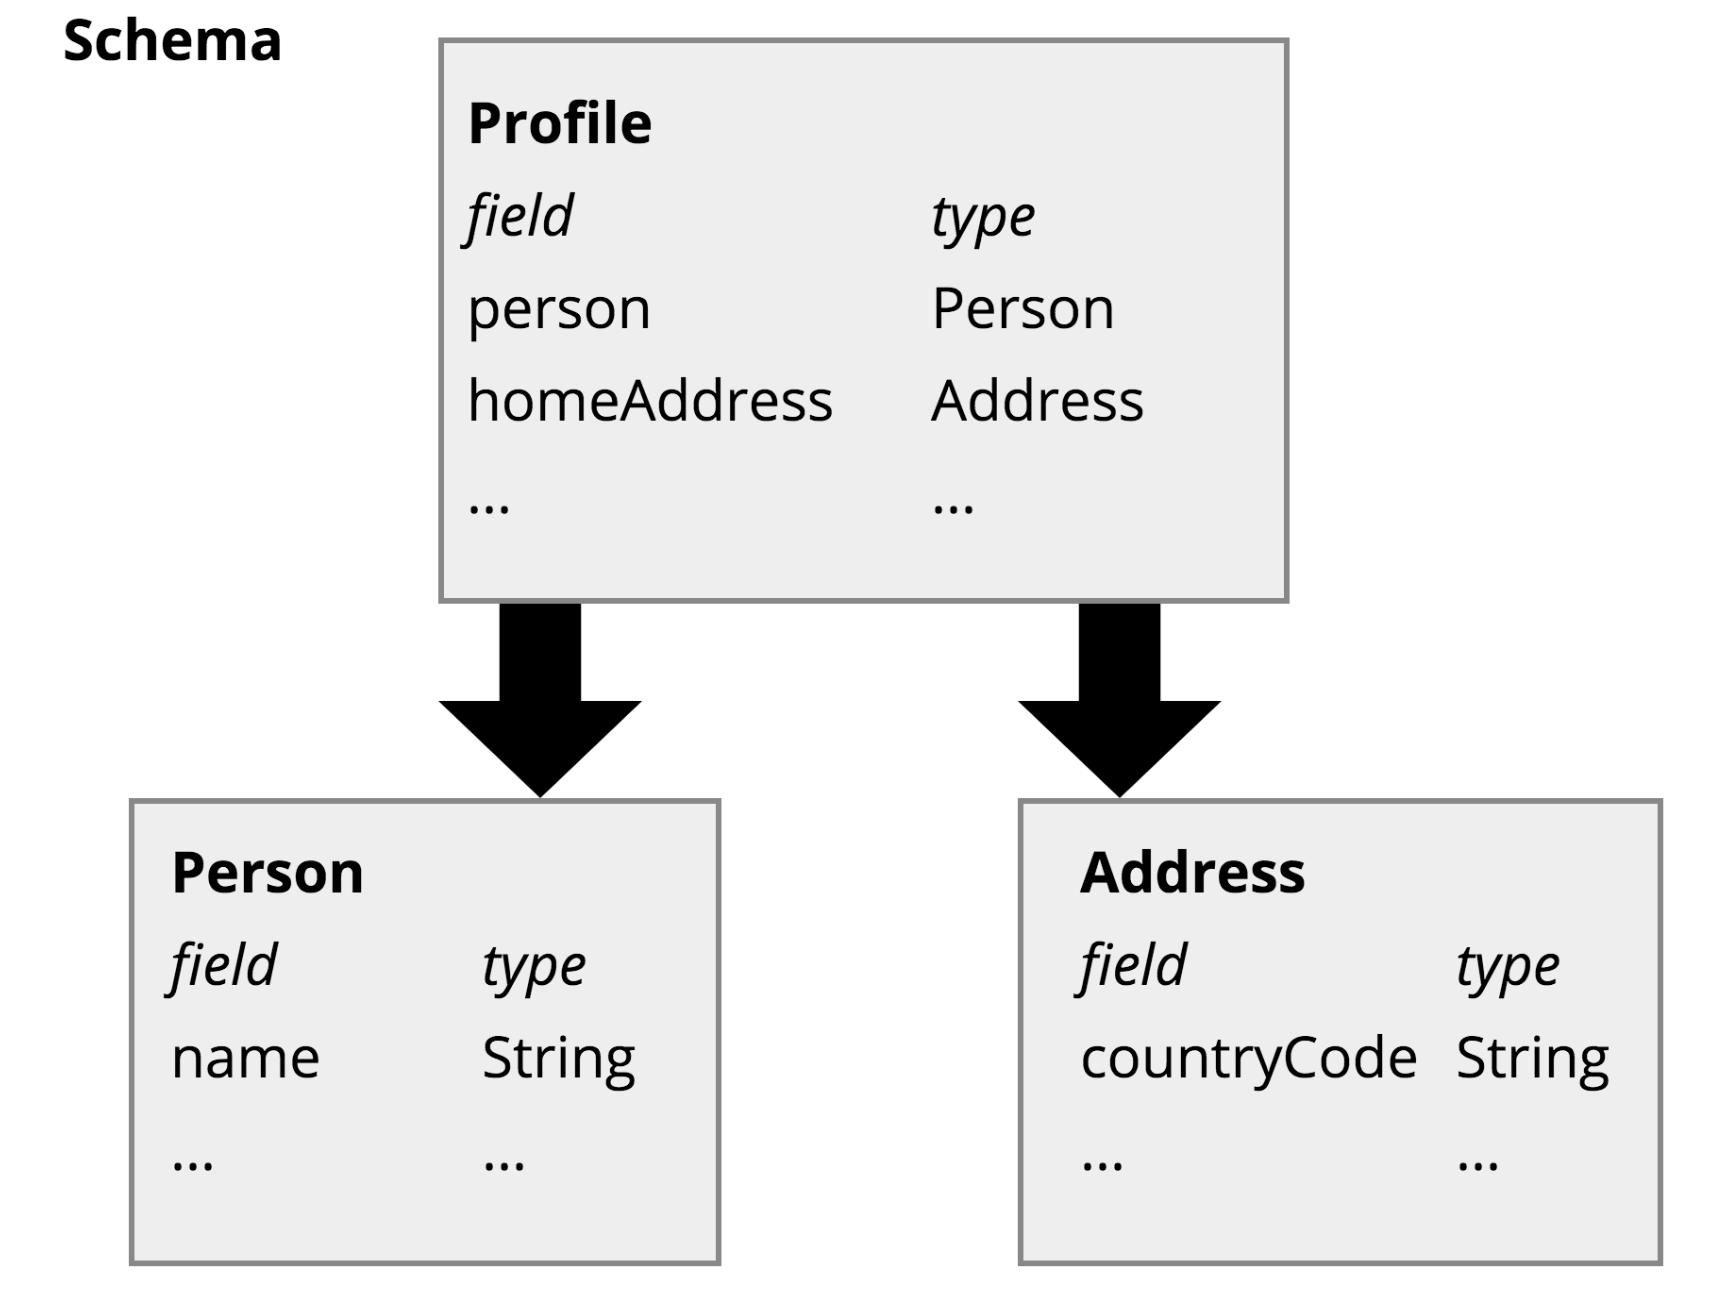 Schema
Profile
field type
person Person
homeAddress Address
... ...
Person
field type
name String
... ...
Address
field type
countryCode String
... ...